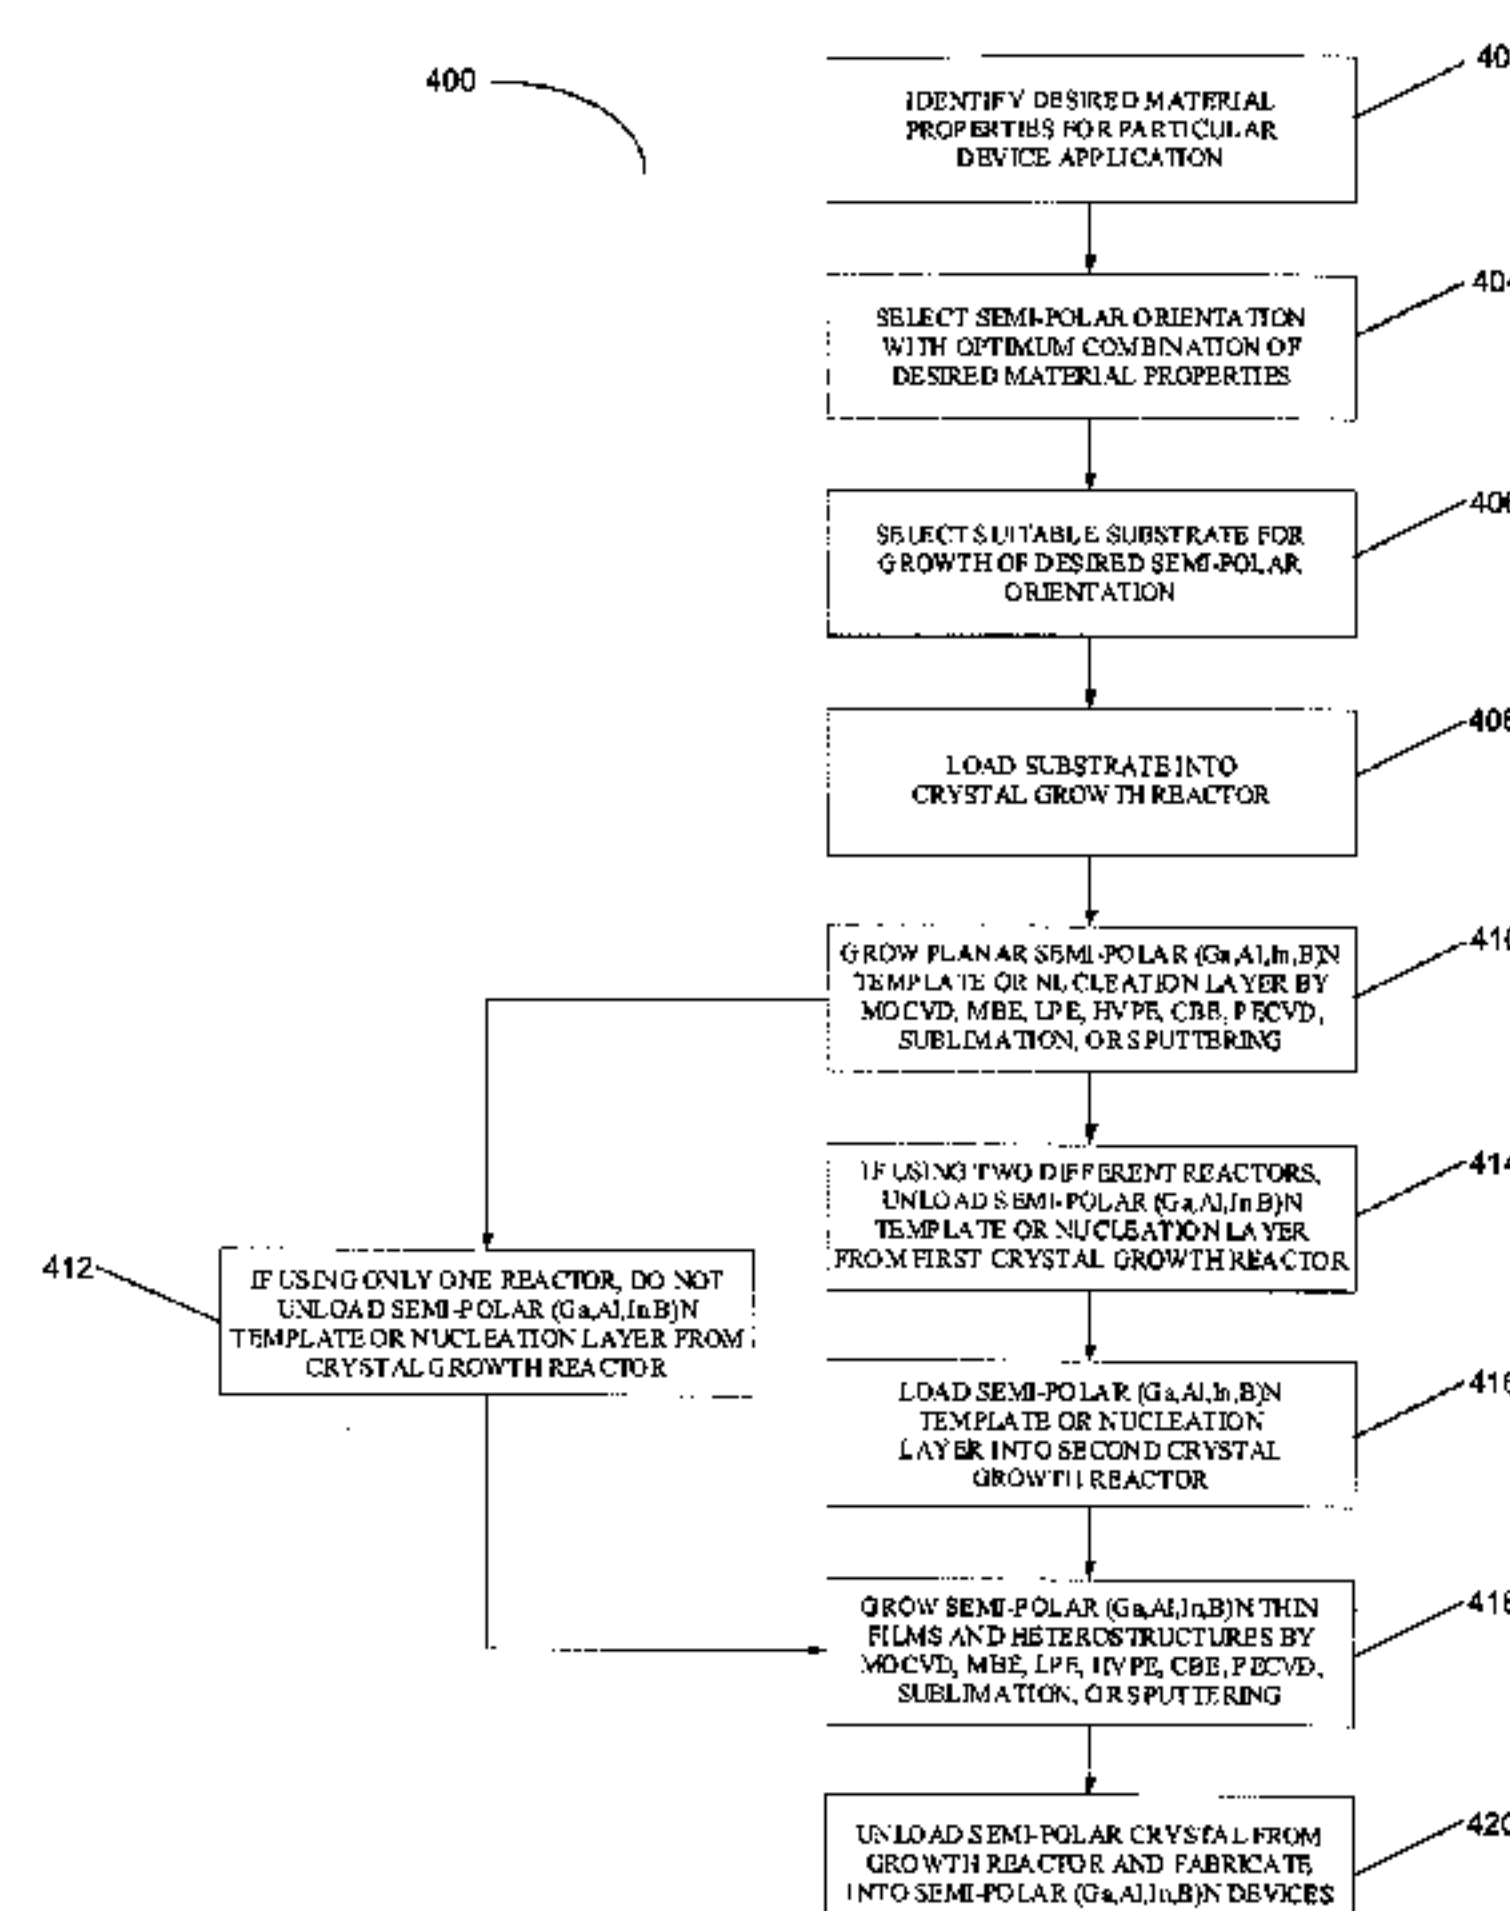 400
40
IDENTIFY DESIRED MATERIAL
PROPERTIES FOR PARTICULAR
DEVICE APPLICATION
404
SELECT SEMI-POLAR ORIENTATION
WITH OPTIMUM COMBINATION OF
DESIRED MATERIAL PROPERTIES
406
SELECT SUITABLE SUBSTRATE FOR
GROWTH OF DESIRED SEMI-POLAR
ORIENTATION
408
LOAD SUBSTRATE INTO
CRYSTAL GROWTH REACTOR
410
GROW PLANAR SEMI-POLAR (Ga,Al,In,B)N
TEMPLATE OR NUCLEATION LAYER BY
MOCVD, MBE, LPE, HVPE, CBE, PECVD,
SUBLIMATION, OR SPUTTERING
414
IF USING TWO DIFFERENT REACTORS,
UNLOAD SEMI-POLAR (Ga,Al,In,B)N
TEMPLATE OR NUCLEATION LAYER
FROM FIRST CRYSTAL GROWTH REACTOR
412
IF USING ONLY ONE REACTOR, DO NOT
UNLOAD SEMI-POLAR (Ga,Al,In,B)N
TEMPLATE OR NUCLEATION LAYER FROM
CRYSTAL GROWTH REACTOR
416
LOAD SEMI-POLAR (Ga,Al,In,B)N
TEMPLATE OR NUCLEATION
LAYER INTO SECOND CRYSTAL
GROWTH REACTOR
418
GROW SEMI-POLAR (Ga,Al,In,B)N THIN
FILMS AND HETEROSTRUCTURES BY
MOCVD, MBE, LPE, HVPE, CBE, PECVD,
SUBLIMATION, OR SPUTTERING
420
UNLOAD SEMI-POLAR CRYSTAL FROM
GROWTH REACTOR AND FABRICATE
INTO SEMI-POLAR (Ga,Al,In,B)N DEVICES